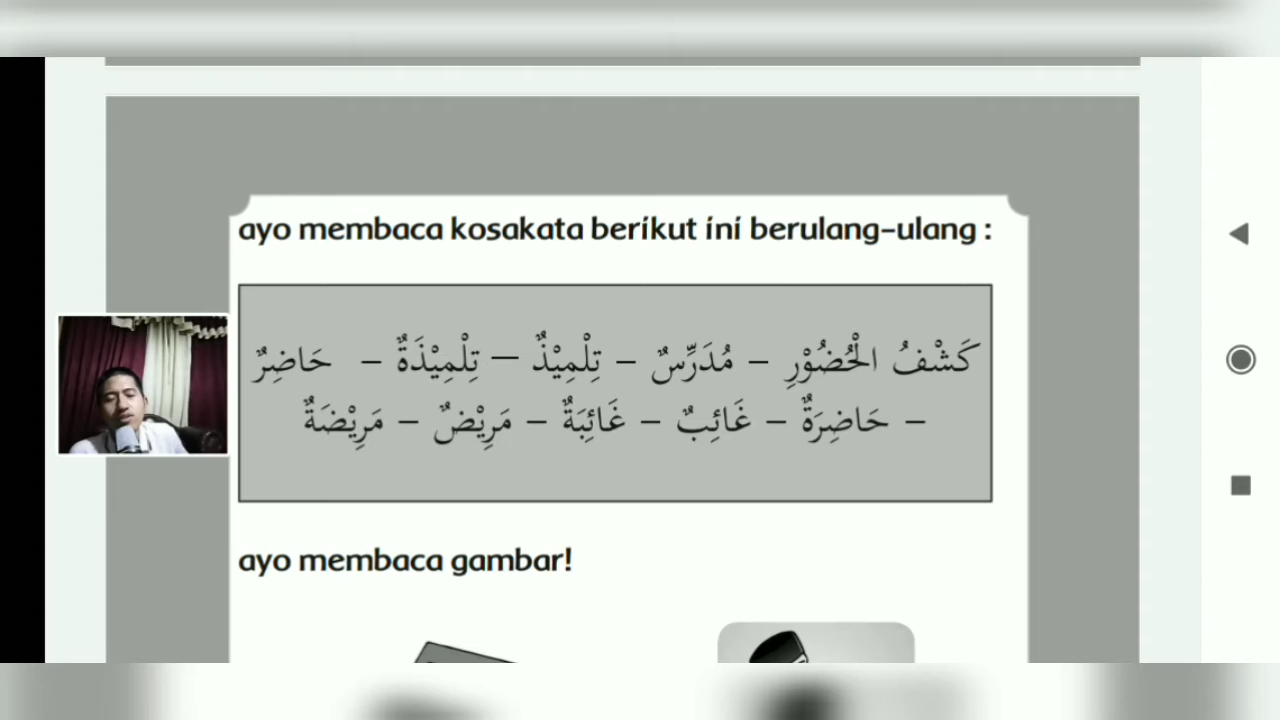 ayo membaca kosakata berikut ini berulang-ulang :
كَشْفُ الْحُضُوْرِ – مُدَرِّسٌ – تِلْمِيْذٌ – تِلْمِيْذَةٌ – حَاضِرٌ
– حَاضِرَةٌ – غَائِبٌ – غَائِبَةٌ – مَرِيْضٌ – مَرِيْضَةٌ
ayo membaca gambar!